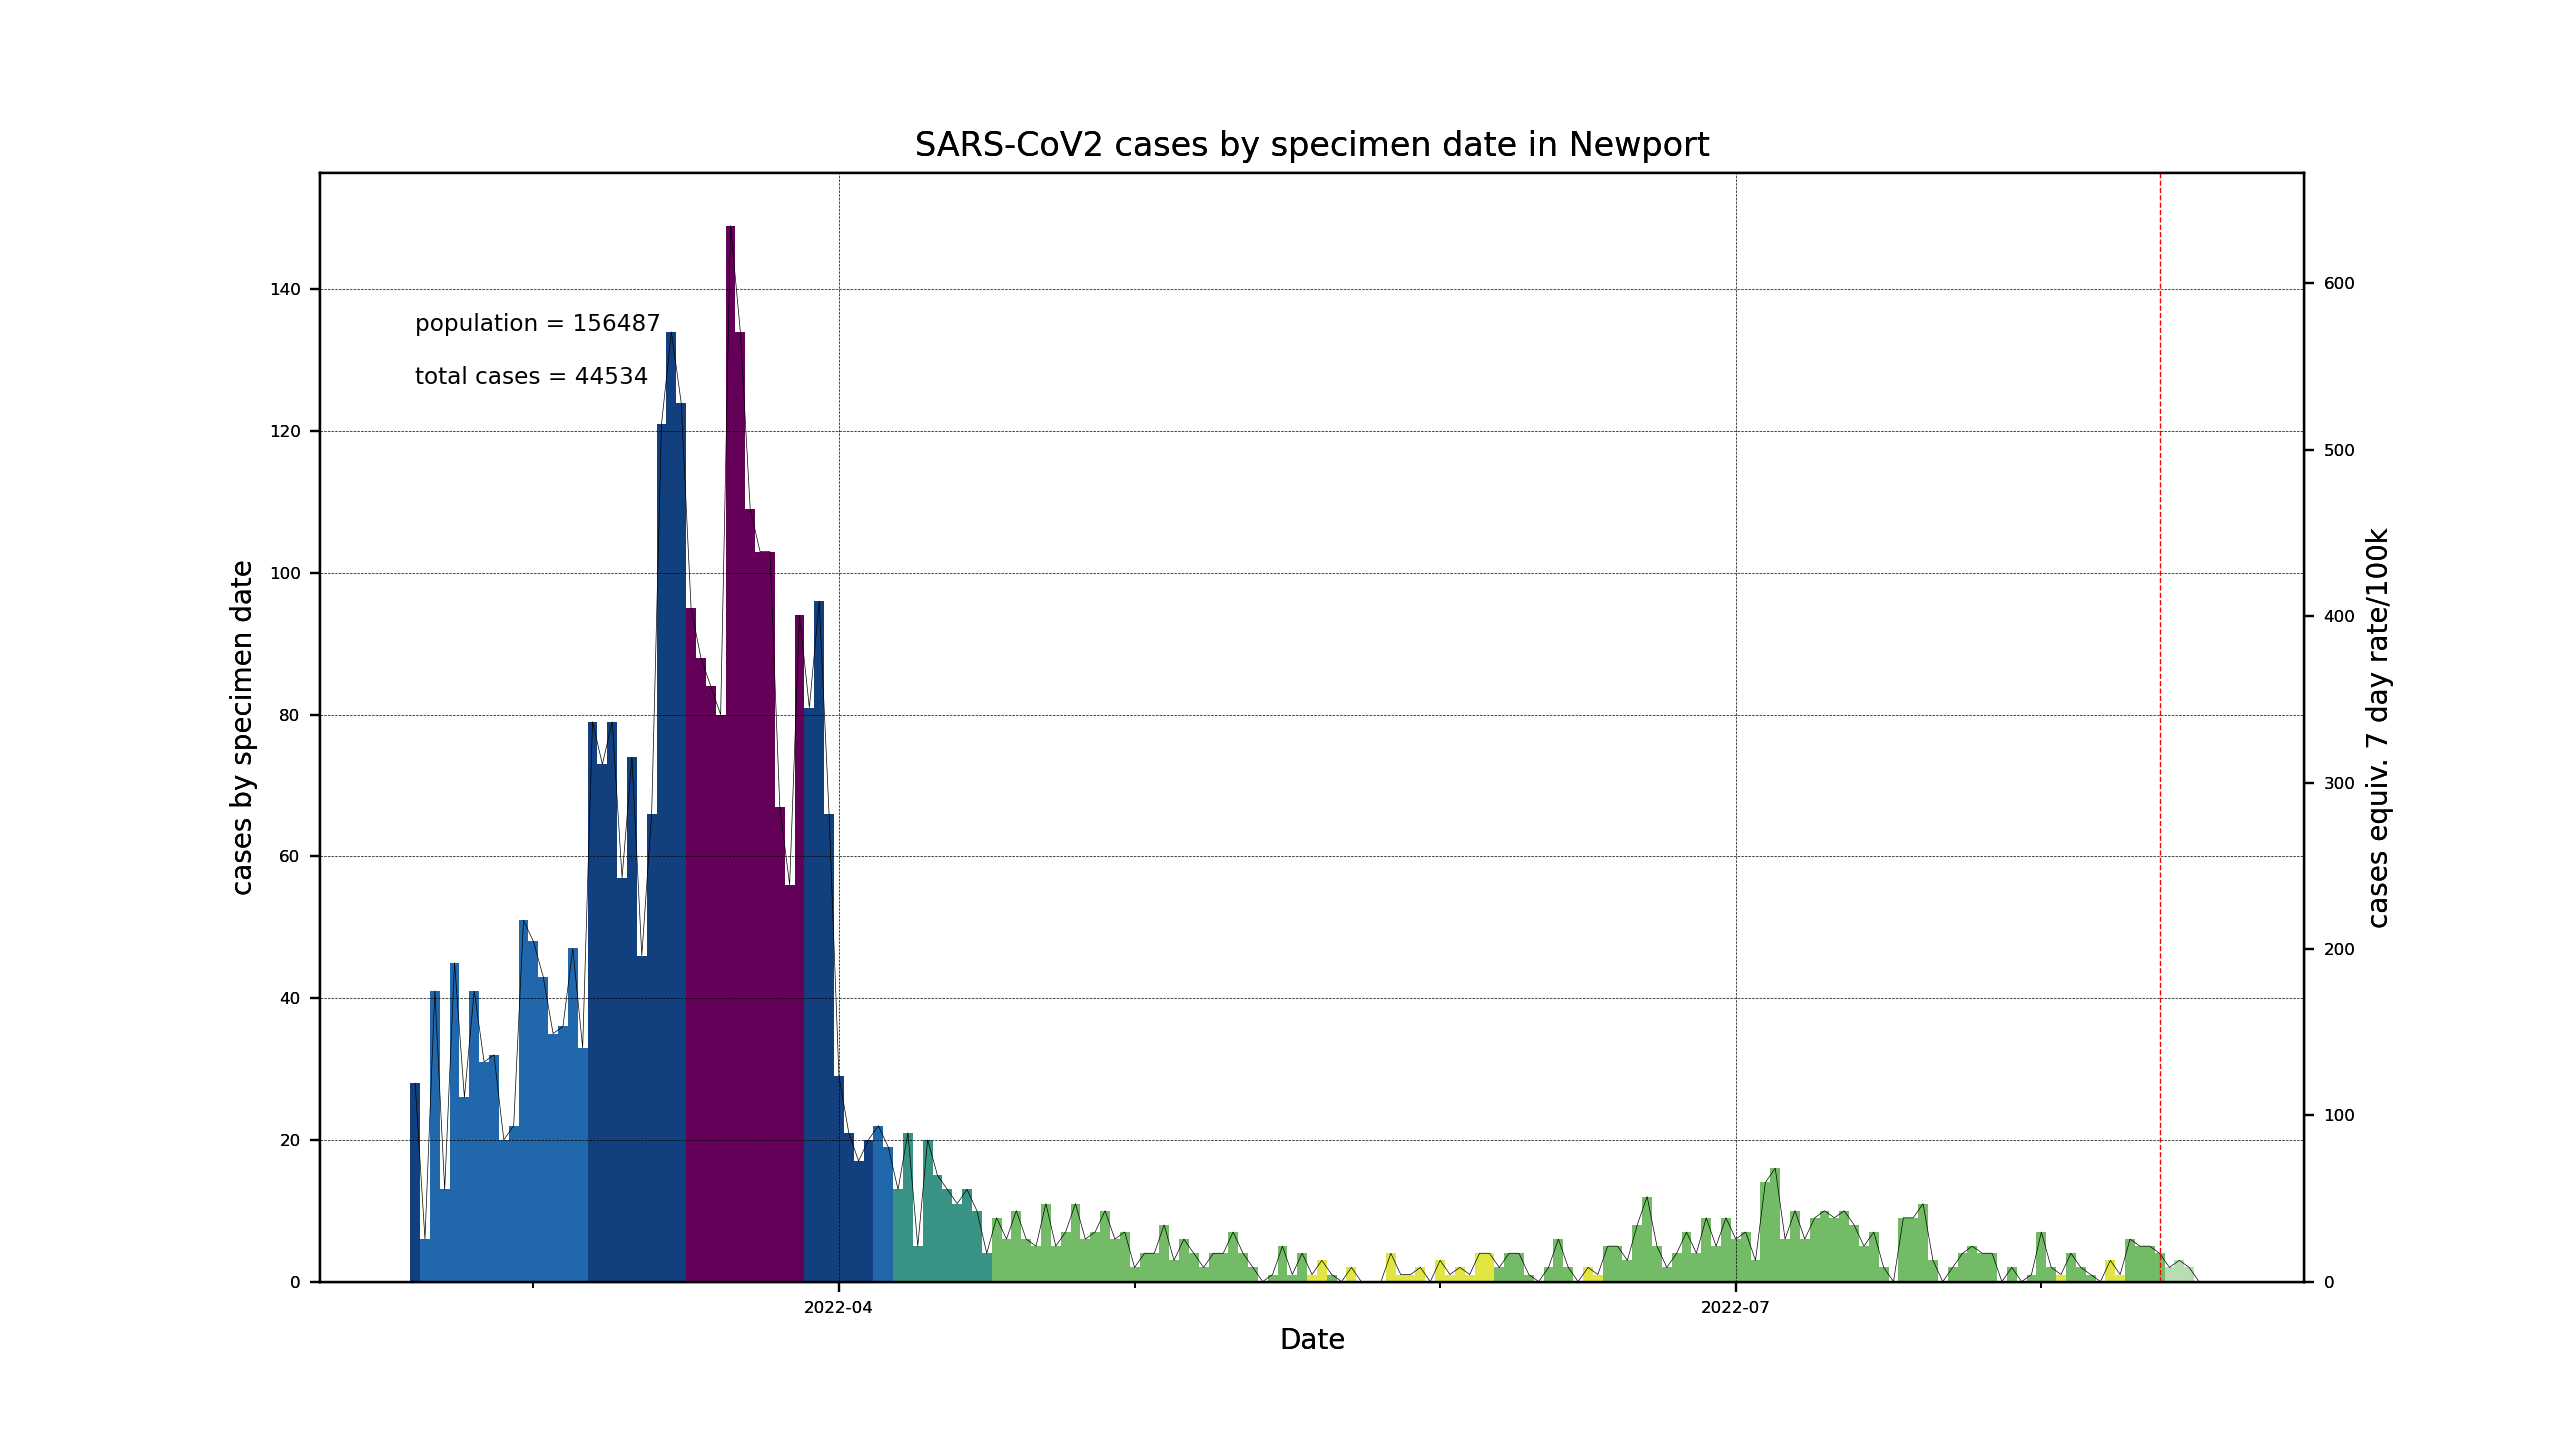 SARS-CoV2 cases by specimen date in Newport
population = 156487
total cases = 44534
cases by specimen date
140
120
100
80
60
40
20
0
600
500
400
300
200
100
0
cases equiv. 7 day rate/100k
2022-04
2022-07
Date